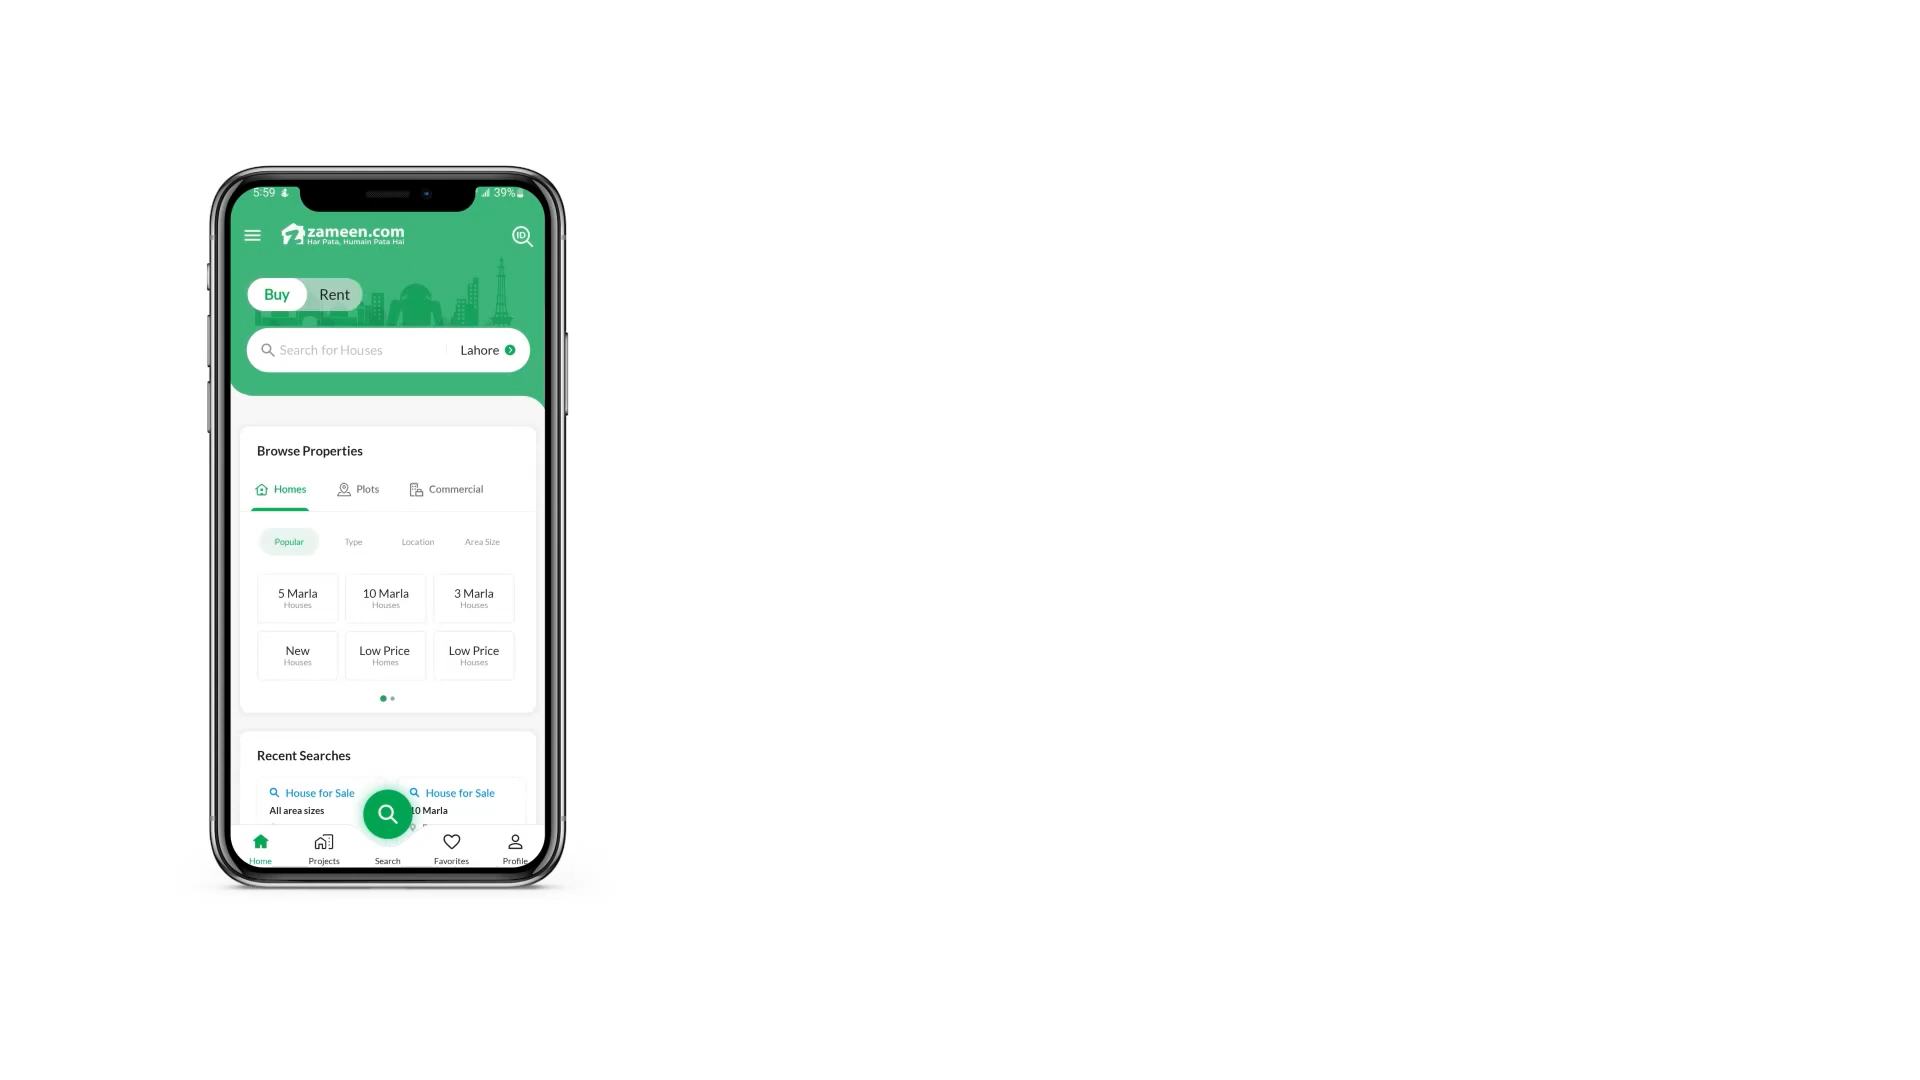 5:59 39%
zameen.com
Har Pata, Humain Pata Hai
ID
Buy Rent
Search for Houses Lahore
Browse Properties
Homes Plots Commercial
Popular Type Location Area Size
5 Marla 10 Marla 3 Marla
Houses Houses Houses
New Low Price Low Price
Houses Homes Houses
Recent Searches
House for Sale House for Sale
All area sizes 10 Marla
Home Projects Search Favorites Profile